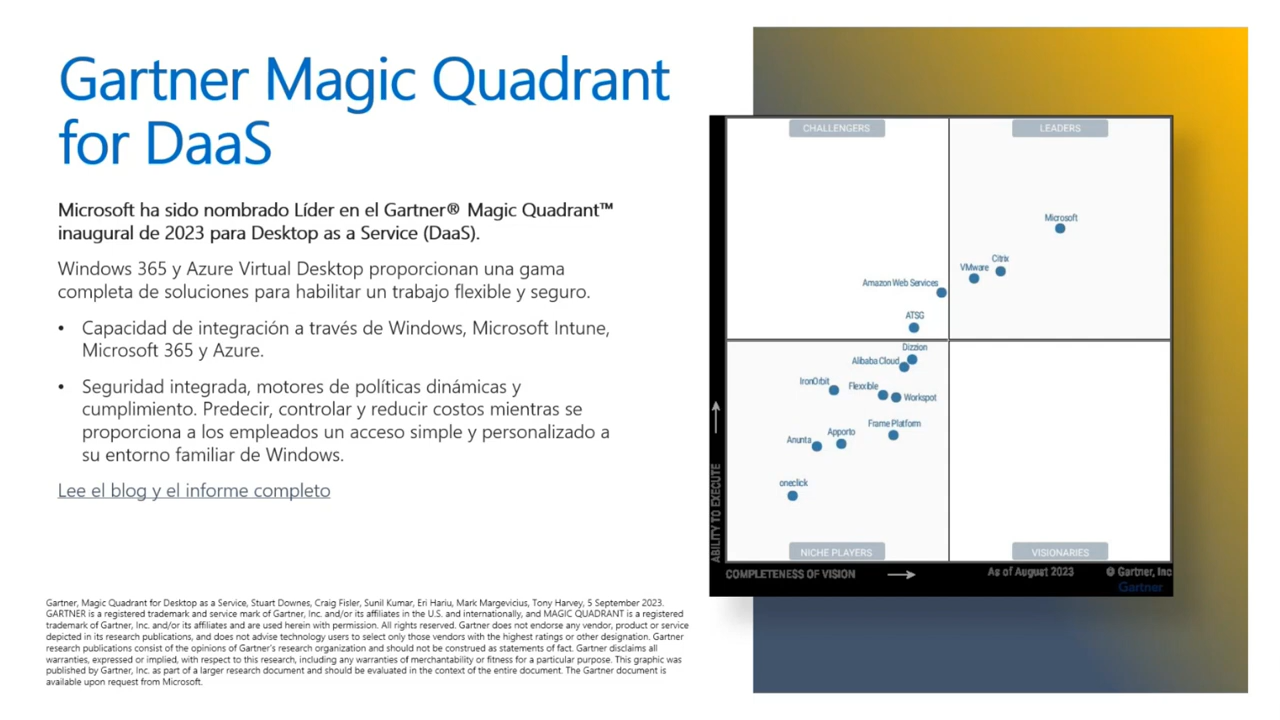 Gartner Magic Quadrant
for DaaS
Microsoft ha sido nombrado Líder en el Gartner® Magic Quadrant™
inaugural de 2023 para Desktop as a Service (DaaS).
Windows 365 y Azure Virtual Desktop proporcionan una gama
completa de soluciones para habilitar un trabajo flexible y seguro.
• Capacidad de integración a través de Windows, Microsoft Intune,
Microsoft 365 y Azure.
• Seguridad integrada, motores de políticas dinámicas y
cumplimiento. Predecir, controlar y reducir costos mientras se
proporciona a los empleados un acceso simple y personalizado a
su entorno familiar de Windows.
Lee el blog y el informe completo
Gartner, Magic Quadrant for Desktop as a Service, Stuart Downes, Craig Fisler, Sunil Kumar, Eri Hariu, Mark Margevicius, Tony Harvey, 5 September 2023.
GARTNER is a registered trademark and service mark of Gartner, Inc. and/or its affiliates in the U.S. and internationally, and MAGIC QUADRANT is a registered
trademark of Gartner, Inc. and/or its affiliates and are used herein with permission. All rights reserved. Gartner does not endorse any vendor, product or service
depicted in its research publications, and does not advise technology users to select only those vendors with the highest ratings or other designation. Gartner
research publications consist of the opinions of Gartner's research organization and should not be construed as statements of fact. Gartner disclaims all
warranties, expressed or implied, with respect to this research, including any warranties of merchantability or fitness for a particular purpose. This graphic was
published by Gartner, Inc. as part of a larger research document and should be evaluated in the context of the entire document. The Gartner document is
available upon request from Microsoft.
CHALLENGERS
LEADERS
Microsoft
Citrix
VMware
Amazon Web Services
ATSG
Dizzion
Alibaba Cloud
IronOrbit
Flexxible
Workspot
Frame Platform
Apporto
Anunta
oneclick
NICHE PLAYERS
VISIONARIES
ABILITY TO EXECUTE
COMPLETENESS OF VISION
As of August 2023
© Gartner, Inc
Gartner